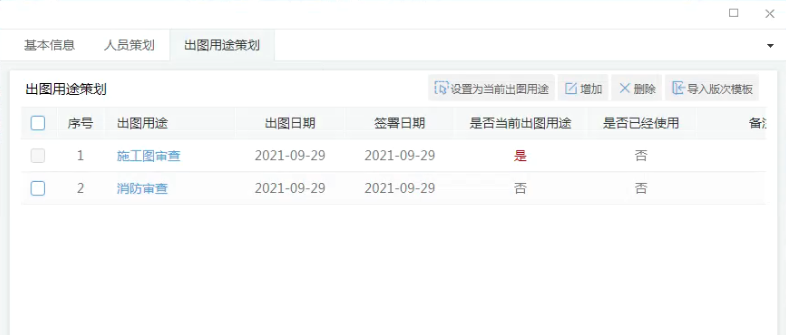 基本信息 人员策划 出图用途策划
出图用途策划 设置为当前出图用途 增加 删除 导入版次模板
序号 出图用途 出图日期 签署日期 是否当前出图用途 是否已经使用
1 施工图审查 2021-09-29 2021-09-29 是 否
2 消防审查 2021-09-29 2021-09-29 否 否